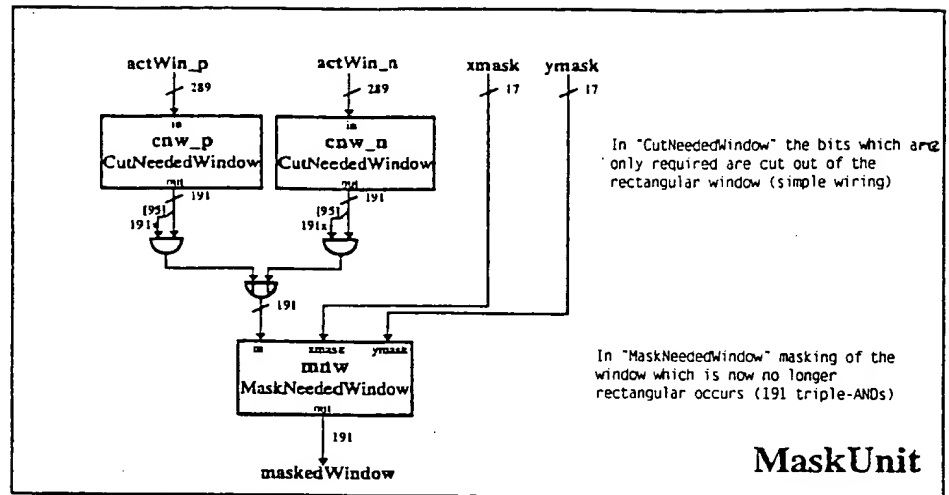 actWin_p actWin_n xmask ymask
289 289 17 17
in in
cnw_p cnw_n
CutNeededWindow CutNeededWindow
In "CutNeededWindow" the bits which are
only required are cut out of the
rectangular window (simple wiring)
191 191
[95] [95]
191x 191x
191
in xmask ymask
mnw
MaskNeededWindow
In "MaskNeededWindow" masking of the
window which is now no longer
rectangular occurs (191 triple-ANDs)
191
maskedWindow
MaskUnit